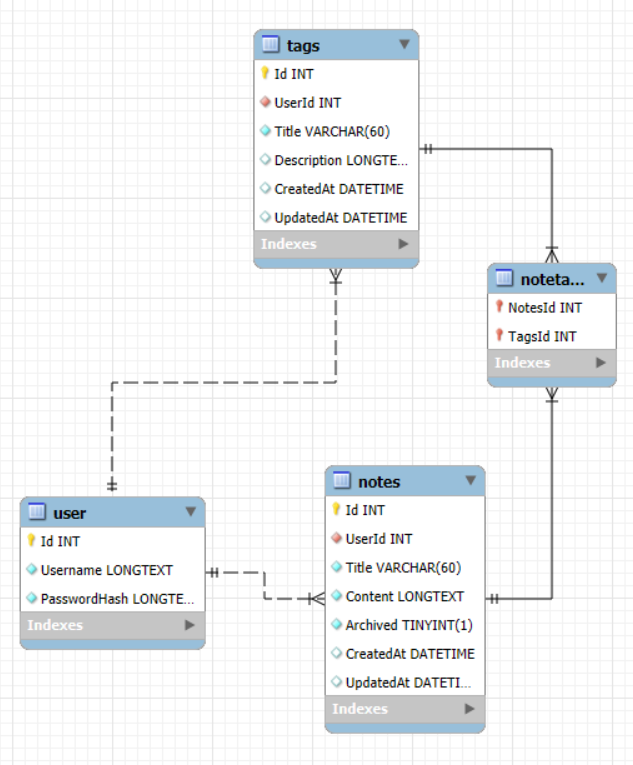 tags
Id INT
UserId INT
Title VARCHAR(60)
Description LONGTE...
CreatedAt DATETIME
UpdatedAt DATETIME
Indexes
noteta...
NotesId INT
TagsId INT
Indexes
user
Id INT
Username LONGTEXT
PasswordHash LONGTE...
Indexes
notes
Id INT
UserId INT
Title VARCHAR(60)
Content LONGTEXT
Archived TINYINT(1)
CreatedAt DATETIME
UpdatedAt DATETI...
Indexes